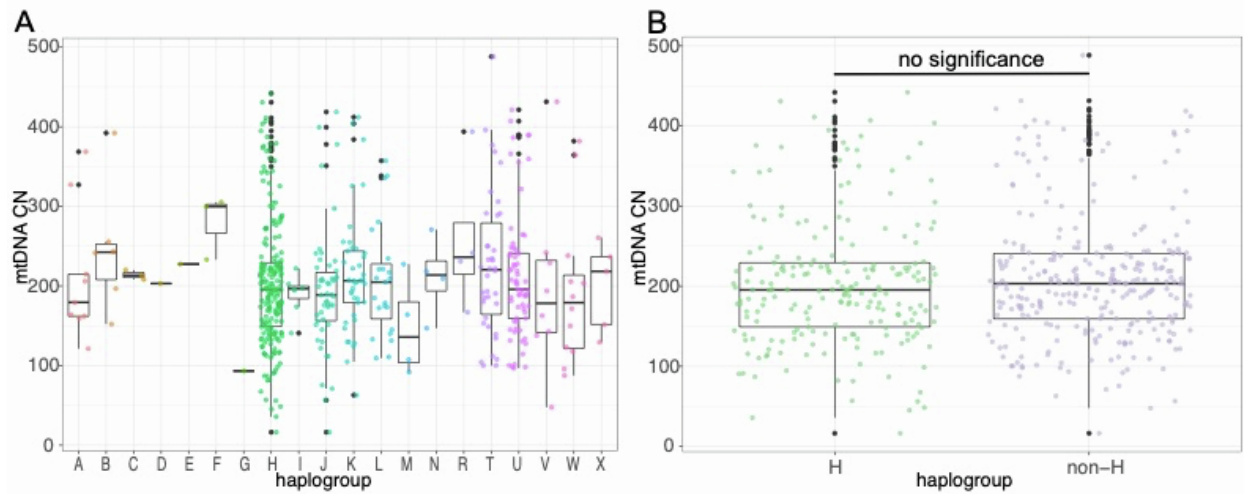 A
500
400
300
200
100
0
mtDNA CN
A B C D E F G H I J K L M N R T U V W X
haplogroup
B
500
400
300
200
100
0
mtDNA CN
no significance
H non-H
haplogroup